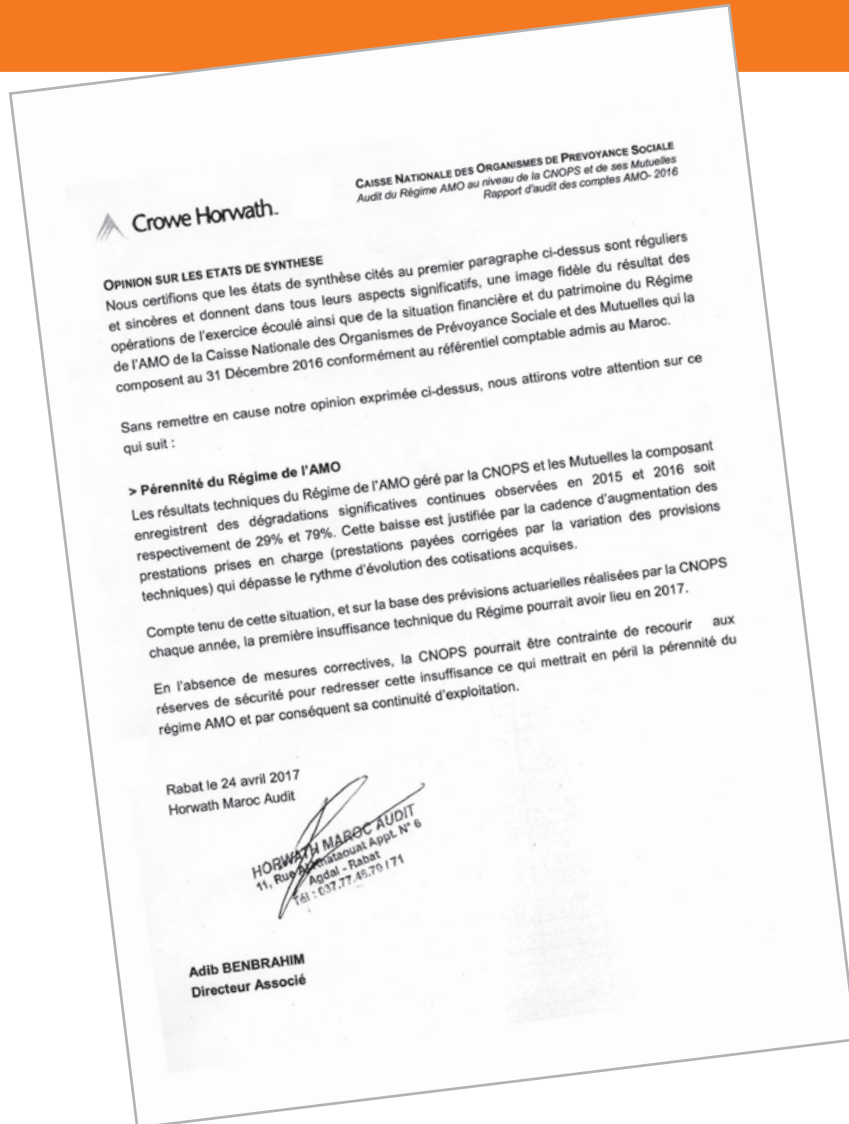 CAISSE NATIONALE DES ORGANISMES DE PREVOYANCE SOCIALE
Audit du Régime AMO au niveau de la CNOPS et de ses Mutuelles
Rapport d'audit des comptes AMO- 2016
Crowe Horwath™
OPINION SUR LES ETATS DE SYNTHESE
Nous certifions que les états de synthèse cités au premier paragraphe ci-dessus sont réguliers
et sincères et donnent dans tous leurs aspects significatifs, une image fidèle du résultat des
opérations de l'exercice écoulé ainsi que de la situation financière et du patrimoine du Régime
de l'AMO de la Caisse Nationale des Organismes de Prévoyance Sociale et des Mutuelles qui la
composent au 31 Décembre 2016 conformément au référentiel comptable admis au Maroc.
Sans remettre en cause notre opinion exprimée ci-dessus, nous attirons votre attention sur ce
qui suit :
> Pérennité du Régime de l'AMO
Les résultats techniques du Régime de l'AMO géré par la CNOPS et les Mutuelles la composant
enregistrent des dégradations significatives continues observées en 2015 et 2016 soit
respectivement de 29% et 79%. Cette baisse est justifiée par la cadence d'augmentation des
prestations prises en charge (prestations payées corrigées par la variation des provisions
techniques) qui dépasse le rythme d'évolution des cotisations acquises.
Compte tenu de cette situation, et sur la base des prévisions actuarielles réalisées par la CNOPS
chaque année, la première insuffisance technique du Régime pourrait avoir lieu en 2017.
En l'absence de mesures correctives, la CNOPS pourrait être contrainte de recourir aux
réserves de sécurité pour redresser cette insuffisance ce qui mettrait en péril la pérennité du
régime AMO et par conséquent sa continuité d'exploitation.
Rabat le 24 avril 2017
Horwath Maroc Audit
HORWATH MAROC AUDIT
11, Rue Appt. N° 6
Agdal - Rabat
Tél : 037.77.46.70 / 71
Adib BENBRAHIM
Directeur Associé